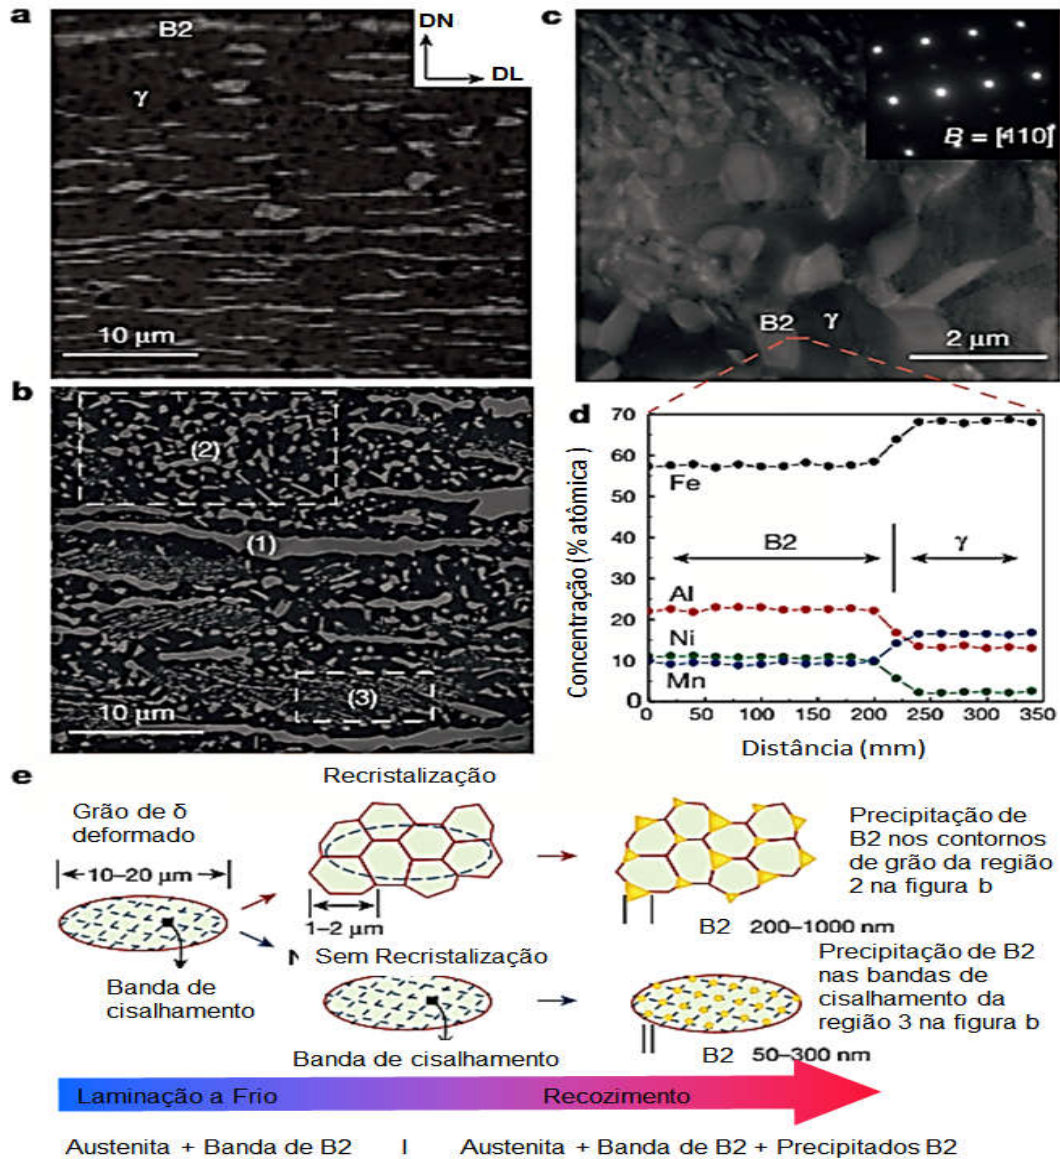 a
B2
γ
DN
DL
10 μm
b
(2)
(1)
(3)
10 μm
c
B = [110]
B2
γ
2 μm
d
Concentração (% atômica )
70
60
50
40
30
20
10
0
Fe
B2
γ
Al
Ni
Mn
0
50
100
150
200
250
300
350
Distância (mm)
e
Recristalização
Grão de δ
deformado
10–20 μm
1–2 μm
Precipitação de
B2 nos contornos
de grão da região
2 na figura b
B2 200–1000 nm
Sem Recristalização
Banda de
cisalhamento
Banda de cisalhamento
Precipitação de B2
nas bandas de
cisalhamento da
região 3 na figura b
B2 50–300 nm
Laminação a Frio
Recozimento
Austenita + Banda de B2 I Austenita + Banda de B2 + Precipitados B2